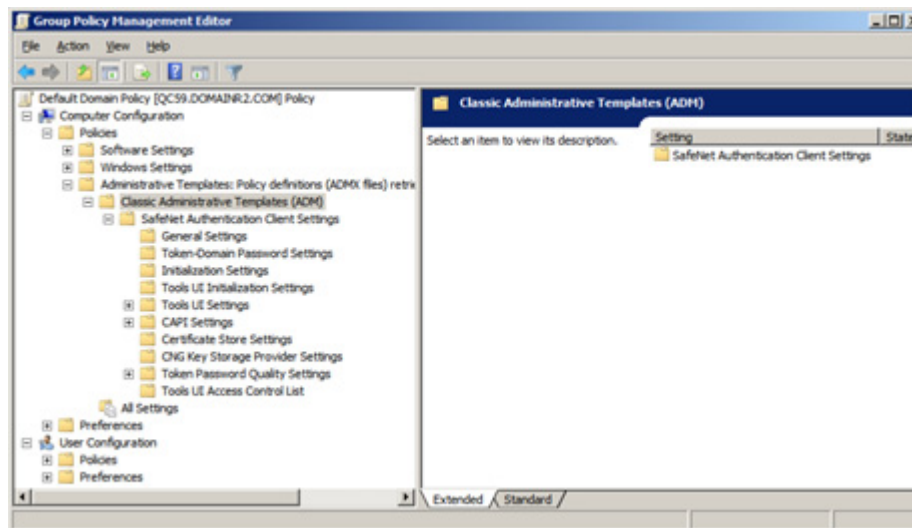 Group Policy Management Editor
File Action View Help
Default Domain Policy [QC59.DOMAINR2.COM] Policy
Computer Configuration
Policies
Software Settings
Windows Settings
Administrative Templates: Policy definitions (ADMX files) retrie
Classic Administrative Templates (ADM)
SafeNet Authentication Client Settings
General Settings
Token-Domain Password Settings
Initialization Settings
Tools UI Initialization Settings
Tools UI Settings
CAPI Settings
Certificate Store Settings
CNG Key Storage Provider Settings
Token Password Quality Settings
Tools UI Access Control List
All Settings
Preferences
User Configuration
Policies
Preferences
Classic Administrative Templates (ADM)
Select an item to view its description.
Setting State
SafeNet Authentication Client Settings
Extended Standard